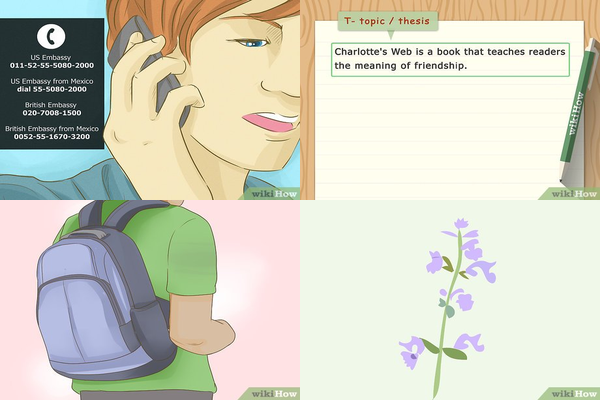 US Embassy
011-52-55-5080-2000
US Embassy from Mexico
dial 55-5080-2000
British Embassy
020-7008-1500
British Embassy from Mexico
0052-55-1670-3200
wikiHow
T- topic / thesis
Charlotte's Web is a book that teaches readers
the meaning of friendship.
wikiHow
wikiHow
wikiHow
wikiHow